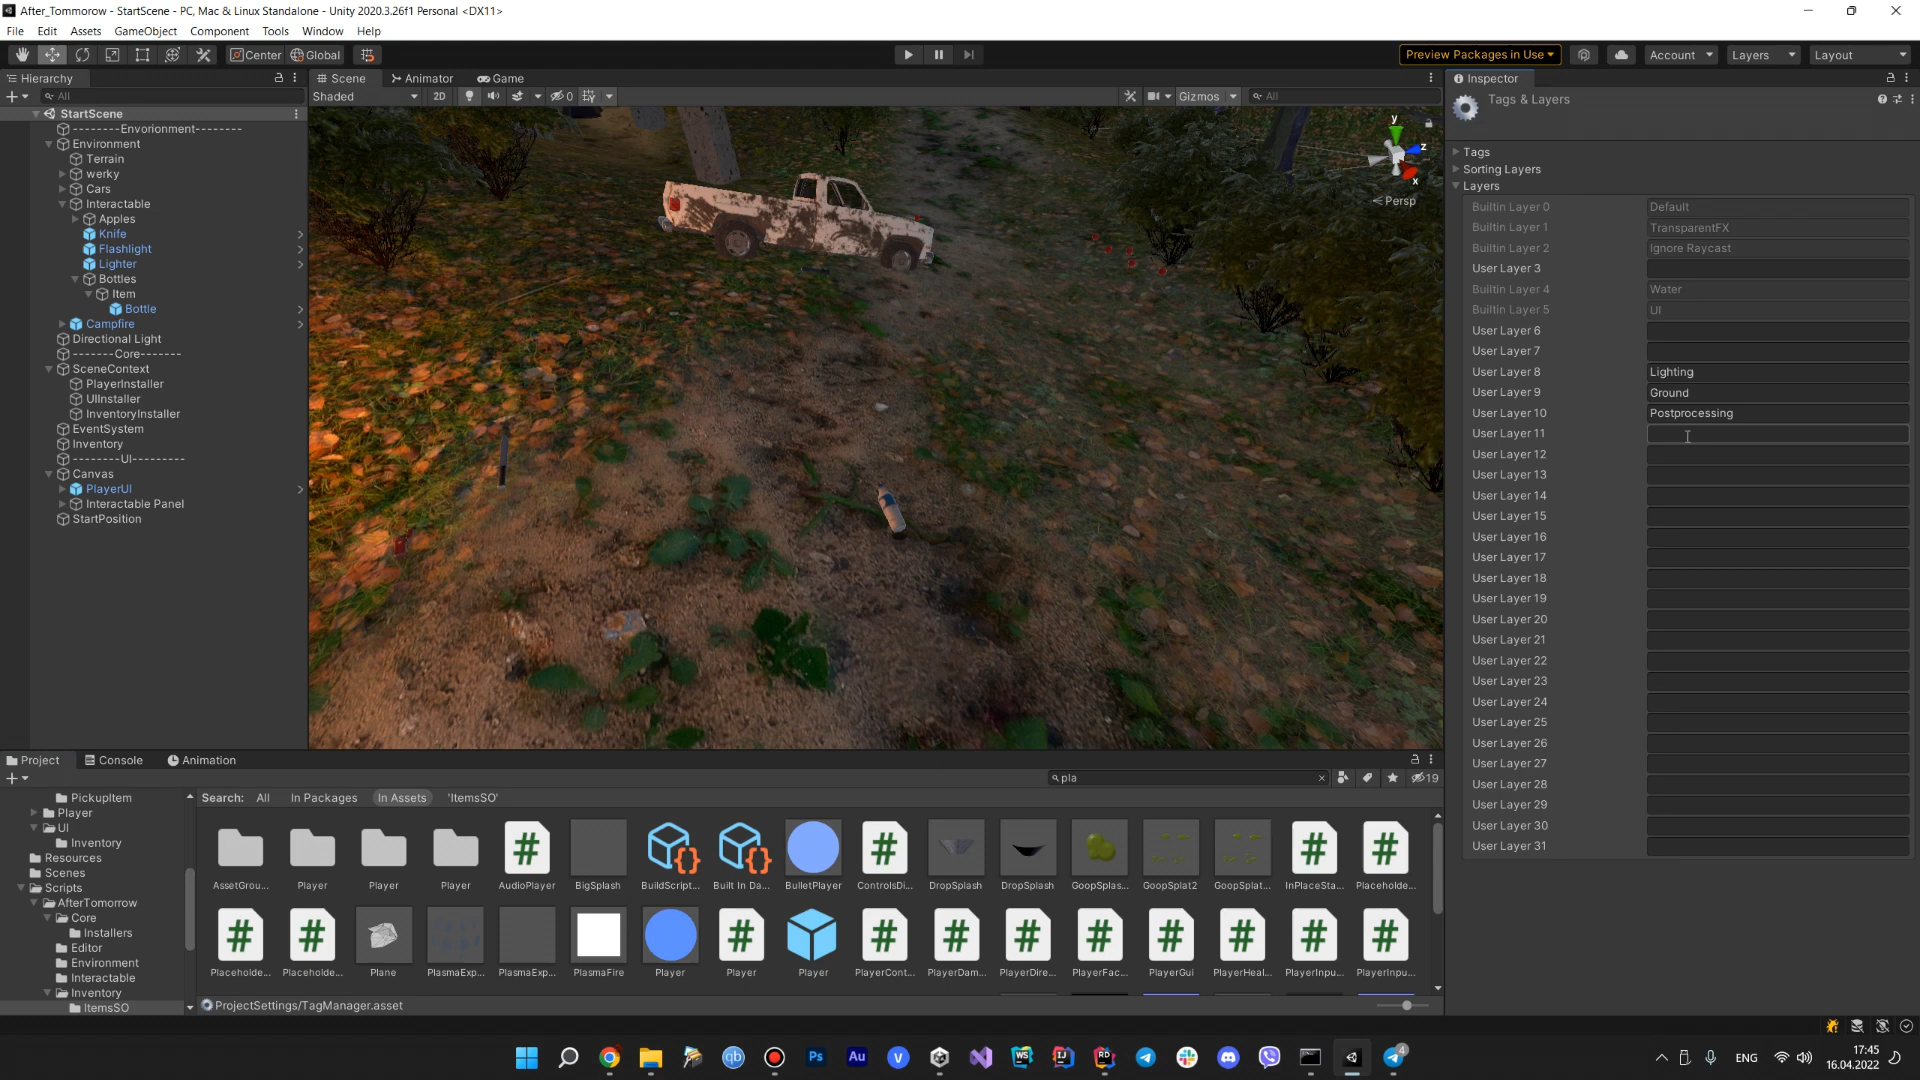 After_Tommorow - StartScene - PC, Mac & Linux Standalone - Unity 2020.3.26f1 Personal <DX11>
File Edit Assets GameObject Component Tools Window Help
Center Global Preview Packages in Use Account Layers Layout
Hierarchy
All
StartScene
--------Envorionment--------
Environment
Terrain
werky
Cars
Interactable
Apples
Knife
Flashlight
Lighter
Bottles
Item
Bottle
Campfire
Directional Light
-------Core-------
SceneContext
PlayerInstaller
UIInstaller
InventoryInstaller
EventSystem
Inventory
--------UI---------
Canvas
PlayerUI
Interactable Panel
StartPosition
Scene Animator Game
Shaded 2D 0 Gizmos All
y
z
x
Persp
Inspector
Tags & Layers
Tags
Sorting Layers
Layers
Builtin Layer 0 Default
Builtin Layer 1 TransparentFX
Builtin Layer 2 Ignore Raycast
User Layer 3
Builtin Layer 4 Water
Builtin Layer 5 UI
User Layer 6
User Layer 7
User Layer 8 Lighting
User Layer 9 Ground
User Layer 10 Postprocessing
User Layer 11
User Layer 12
User Layer 13
User Layer 14
User Layer 15
User Layer 16
User Layer 17
User Layer 18
User Layer 19
User Layer 20
User Layer 21
User Layer 22
User Layer 23
User Layer 24
User Layer 25
User Layer 26
User Layer 27
User Layer 28
User Layer 29
User Layer 30
User Layer 31
Project Console Animation
pla 19
PickupItem
Player
UI
Inventory
Resources
Scenes
Scripts
AfterTomorrow
Core
Installers
Editor
Environment
Interactable
Inventory
ItemsSO
Search: All In Packages In Assets 'ItemsSO'
AssetGrou... Player Player Player AudioPlayer BigSplash BuildScript... Built In Da... BulletPlayer ControlsDi... DropSplash DropSplash GoopSplas... GoopSplat2 GoopSplat... InPlaceSta... Placeholde...
Placeholde... Placeholde... Plane PlasmaExp... PlasmaExp... PlasmaFire Player Player Player PlayerCont... PlayerDam... PlayerDire... PlayerFac... PlayerGui PlayerHeal... PlayerInpu... PlayerInpu...
ProjectSettings/TagManager.asset
qb Ps Au V WS IJ RD 4
ENG
17:45
16.04.2022